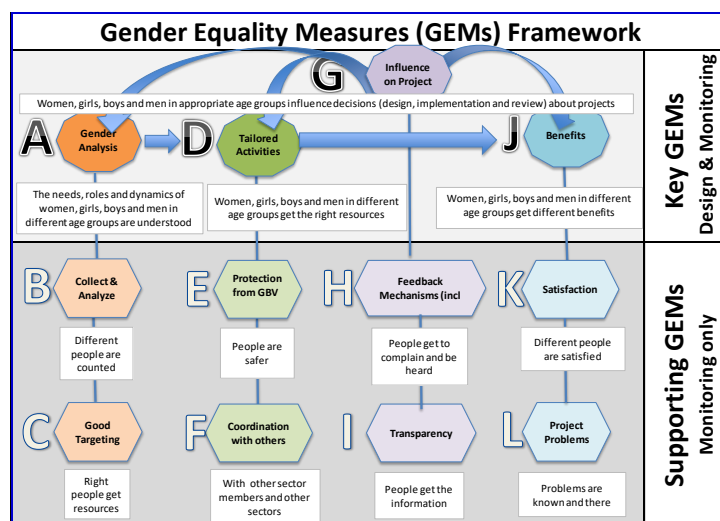 Gender Equality Measures (GEMs) Framework
G
Influence
on Project
Women, girls, boys and men in appropriate age groups influence decisions (design, implementation and review) about projects
A
Gender
Analysis
D
Tailored
Activities
J
Benefits
The needs, roles and dynamics of
women, girls, boys and men in
different age groups are understood
Women, girls, boys and men in different
age groups get the right resources
Women, girls, boys and men in different
age groups get different benefits
Key GEMs
Design & Monitoring
B
Collect &
Analyze
E
Protection
from GBV
H
Feedback
Mechanisms (incl
K
Satisfaction
Different
people are
counted
People are
safer
People get to
complain and be
heard
Different people
are satisfied
C
Good
Targeting
F
Coordination
with others
I
Transparency
L
Project
Problems
Right
people get
resources
With other sector
members and other
sectors
People get the
information
Problems are
known and there
Supporting GEMs
Monitoring only